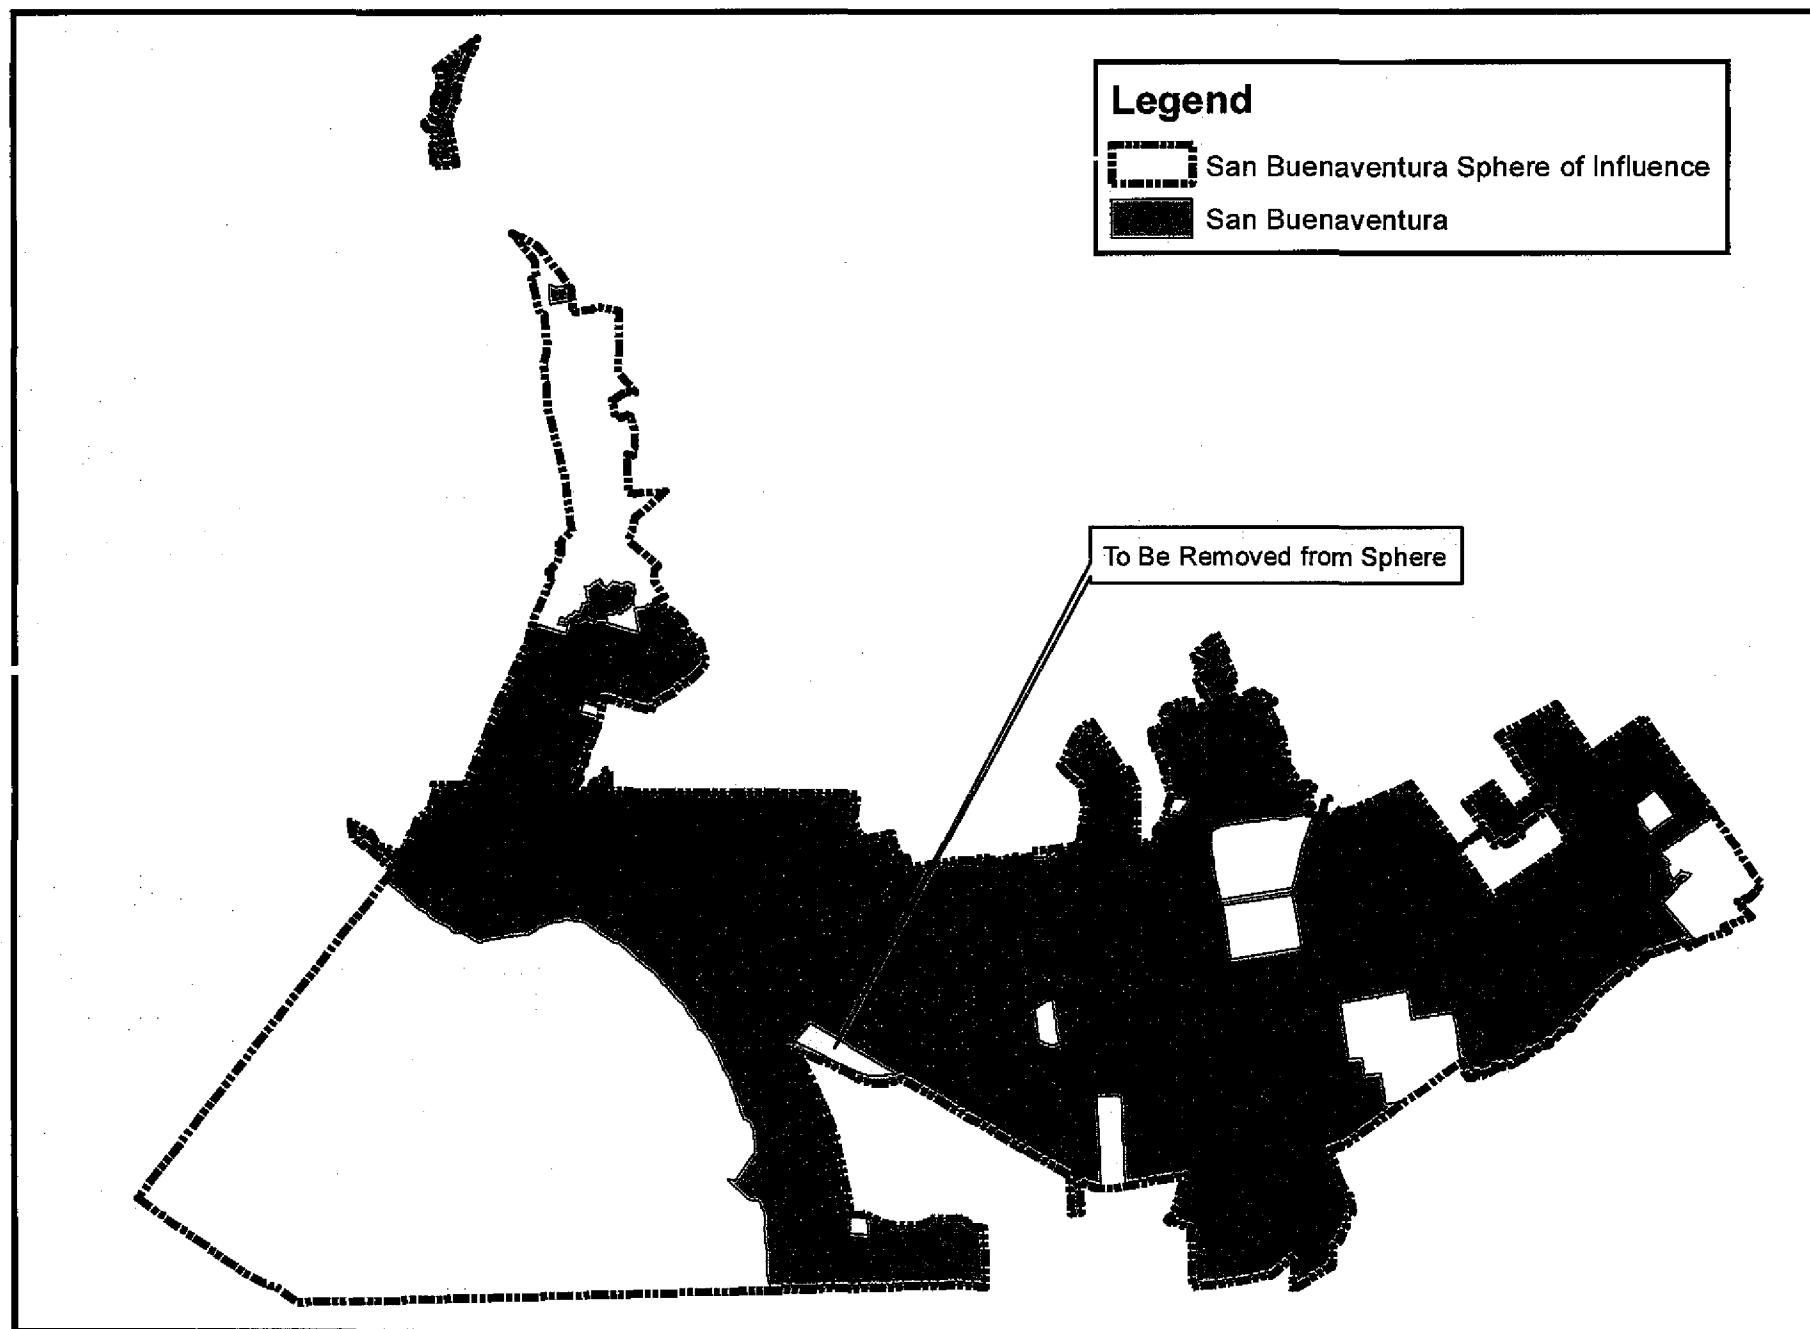 Legend
San Buenaventura Sphere of Influence
San Buenaventura
To Be Removed from Sphere